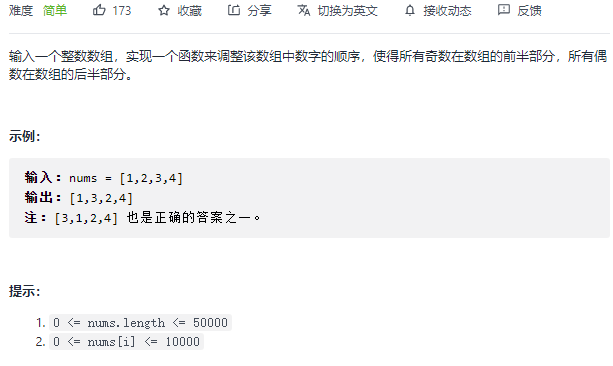 难度 简单 173 收藏 分享 切换为英文 接收动态 反馈
输入一个整数数组，实现一个函数来调整该数组中数字的顺序，使得所有奇数在数组的前半部分，所有偶
数在数组的后半部分。
示例：
输入：nums = [1,2,3,4]
输出：[1,3,2,4]
注：[3,1,2,4] 也是正确的答案之一。
提示：
1. 0 <= nums.length <= 50000
2. 0 <= nums[i] <= 10000